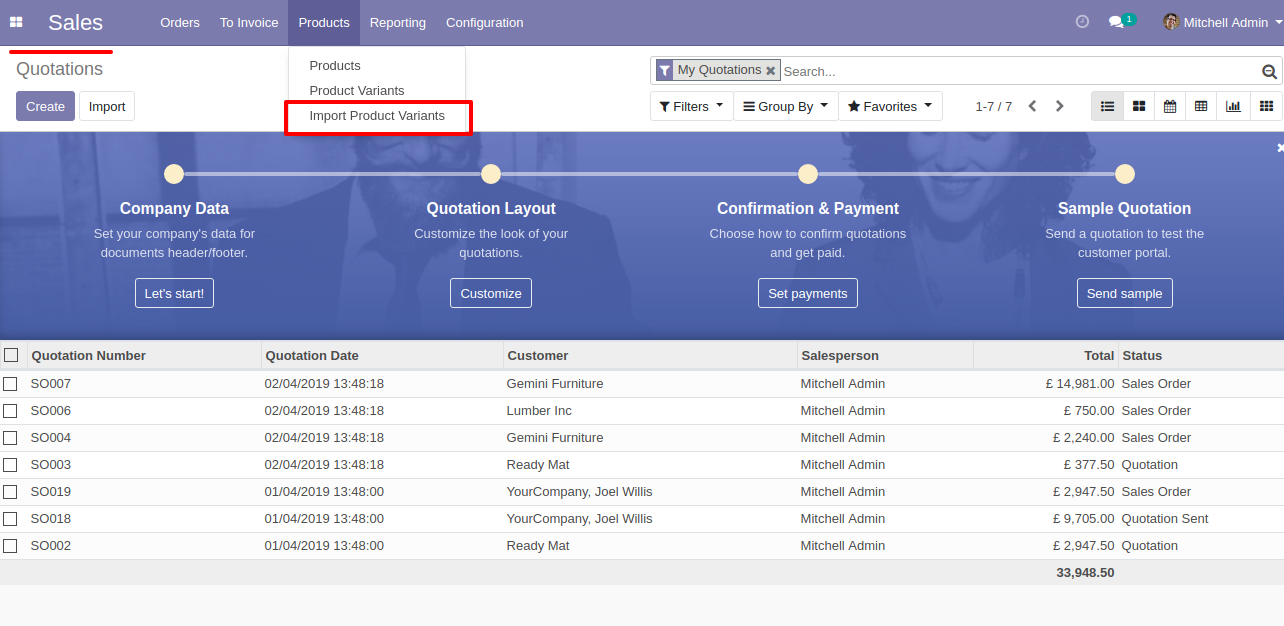 Sales Orders To Invoice Products Reporting Configuration 1 Mitchell Admin
Products
Product Variants
Import Product Variants
Quotations
My Quotations Search...
Create Import
Filters Group By Favorites 1-7 / 7
Company Data
Set your company's data for
documents header/footer.
Let's start!
Quotation Layout
Customize the look of your
quotations.
Customize
Confirmation & Payment
Choose how to confirm quotations
and get paid.
Set payments
Sample Quotation
Send a quotation to test the
customer portal.
Send sample
Quotation Number Quotation Date Customer Salesperson Total Status
SO007 02/04/2019 13:48:18 Gemini Furniture Mitchell Admin £ 14,981.00 Sales Order
SO006 02/04/2019 13:48:18 Lumber Inc Mitchell Admin £ 750.00 Sales Order
SO004 02/04/2019 13:48:18 Gemini Furniture Mitchell Admin £ 2,240.00 Sales Order
SO003 02/04/2019 13:48:18 Ready Mat Mitchell Admin £ 377.50 Quotation
SO019 01/04/2019 13:48:00 YourCompany, Joel Willis Mitchell Admin £ 2,947.50 Sales Order
SO018 01/04/2019 13:48:00 YourCompany, Joel Willis Mitchell Admin £ 9,705.00 Quotation Sent
SO002 01/04/2019 13:48:00 Ready Mat Mitchell Admin £ 2,947.50 Quotation
33,948.50